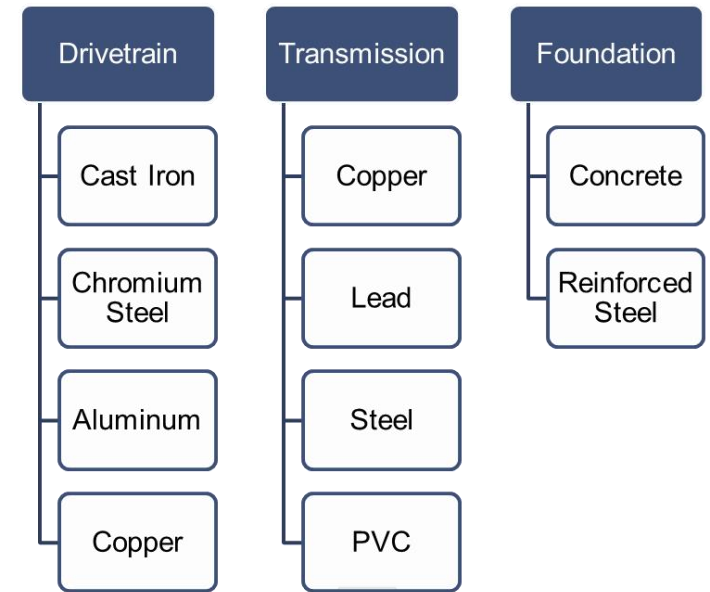 Drivetrain
Cast Iron
Chromium
Steel
Aluminum
Copper
Transmission
Copper
Lead
Steel
PVC
Foundation
Concrete
Reinforced
Steel